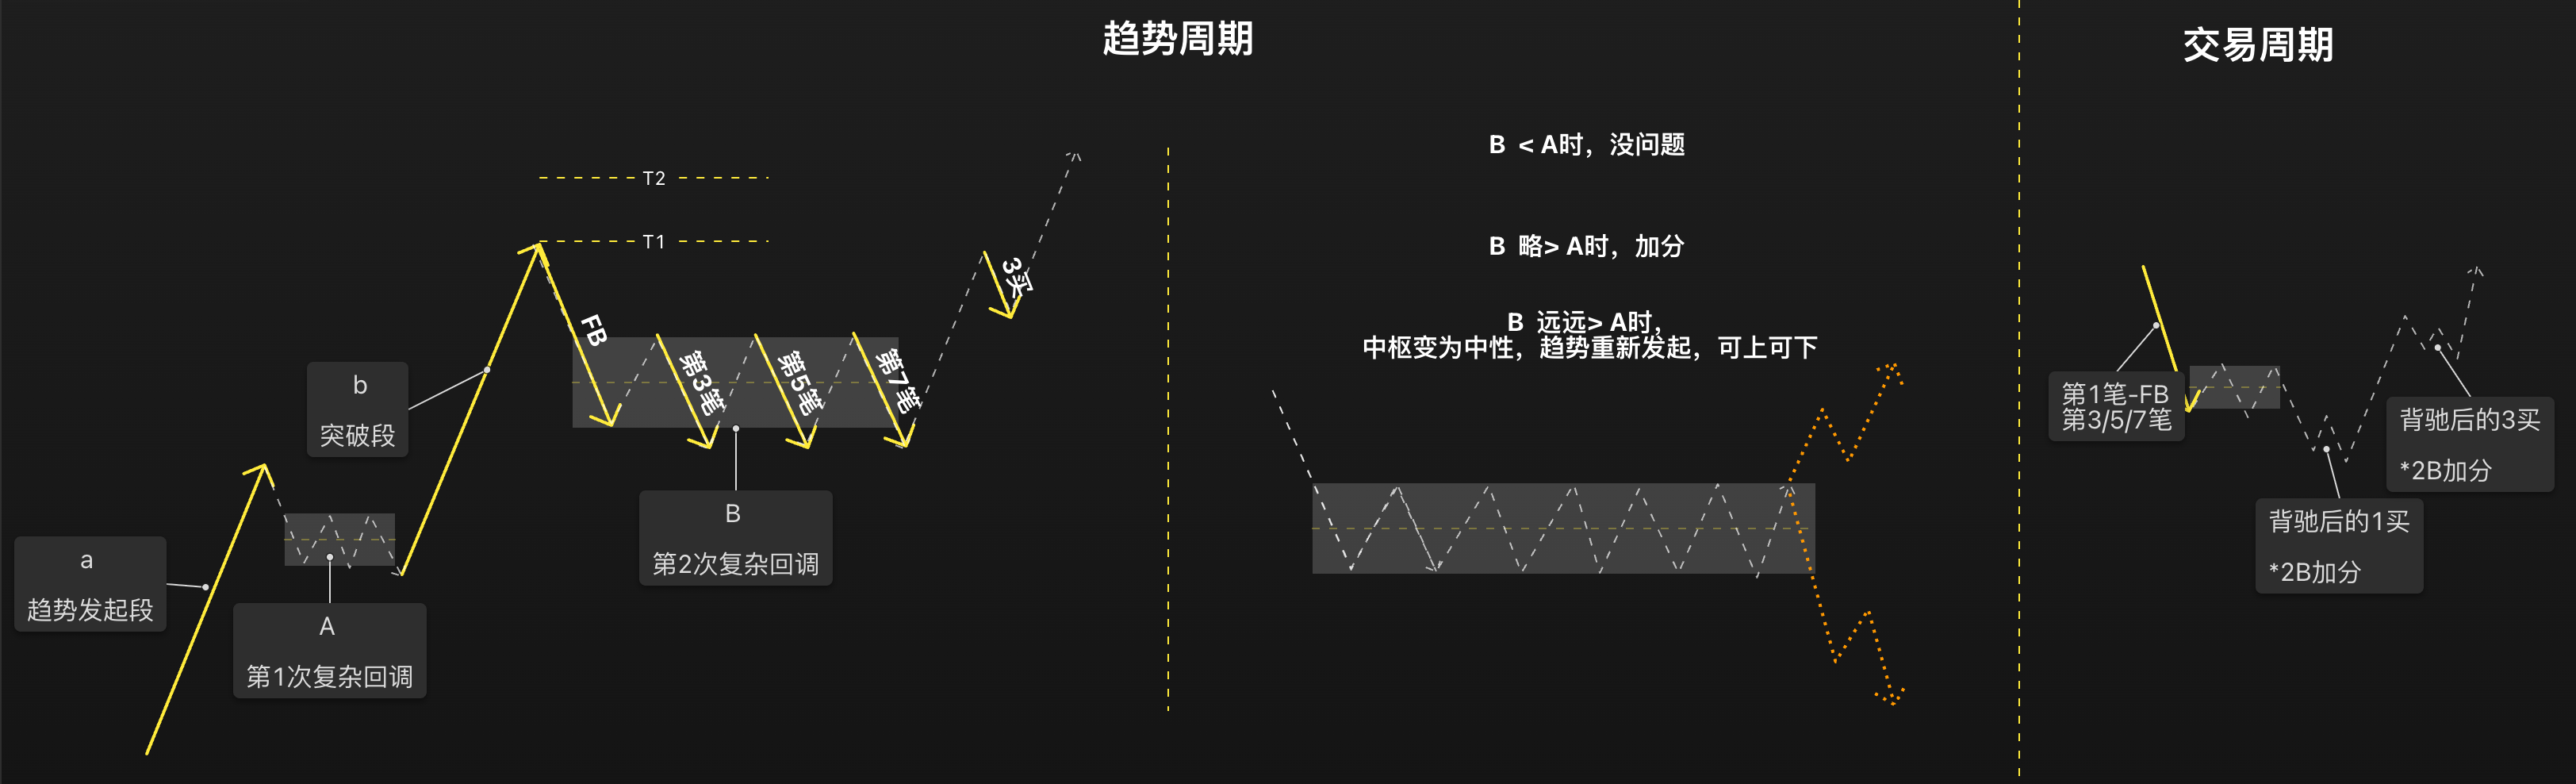 趋势周期
交易周期
T2
T1
FB
第3笔
第5笔
第7笔
3买
b
突破段
a
趋势发起段
A
第1次复杂回调
B
第2次复杂回调
B < A时，没问题
B 略> A时，加分
B 远远> A时，
中枢变为中性，趋势重新发起，可上可下
第1笔-FB
第3/5/7笔
背驰后的3买
*2B加分
背驰后的1买
*2B加分